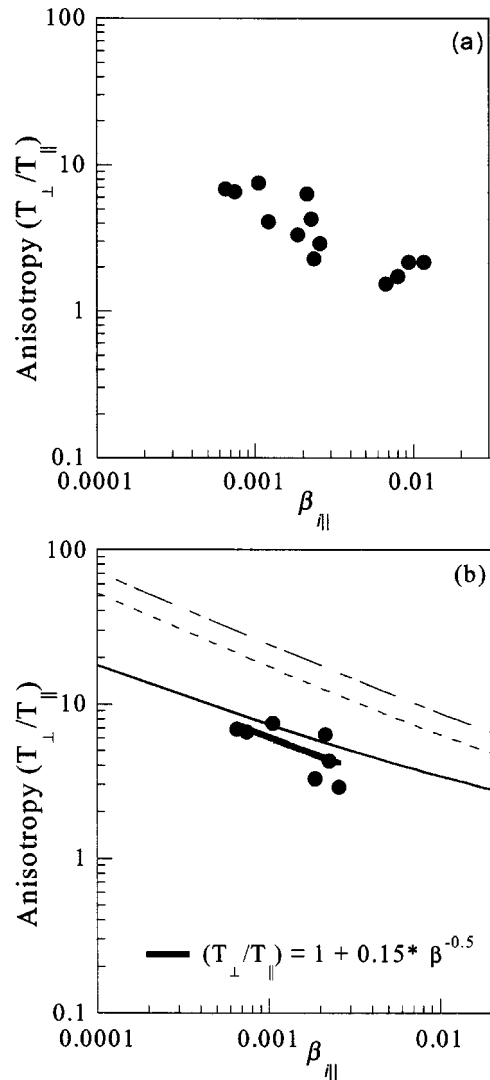 (a)
100
10
1
0.1
Anisotropy (T⊥/T∥)
0.0001
0.001
0.01
βi∥
(b)
100
10
1
0.1
Anisotropy (T⊥/T∥)
(T⊥/T∥) = 1 + 0.15* β^-0.5
0.0001
0.001
0.01
βi∥